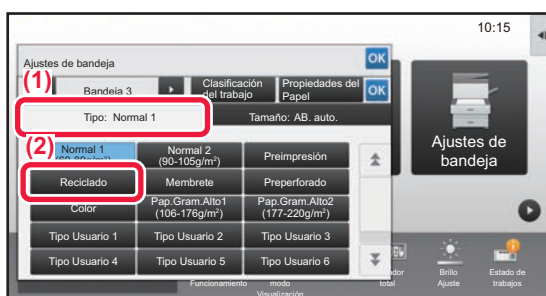 10:15
Ajustes de bandeja
OK
(1)
Bandeja 3
Clasificación
del trabajo
Propiedades del
Papel
OK
Tipo: Normal 1
Tamaño: AB. auto.
(2)
Normal 1
(60-89g/m²)
Normal 2
(90-105g/m²)
Preimpresión
Reciclado
Membrete
Preperforado
Color
Pap.Gram.Alto1
(106-176g/m²)
Pap.Gram.Alto2
(177-220g/m²)
Tipo Usuario 1
Tipo Usuario 2
Tipo Usuario 3
Tipo Usuario 4
Tipo Usuario 5
Tipo Usuario 6
Ajustes de
bandeja
Funcionamiento
modo
Visualización
total
Brillo
Ajuste
Estado de
trabajos